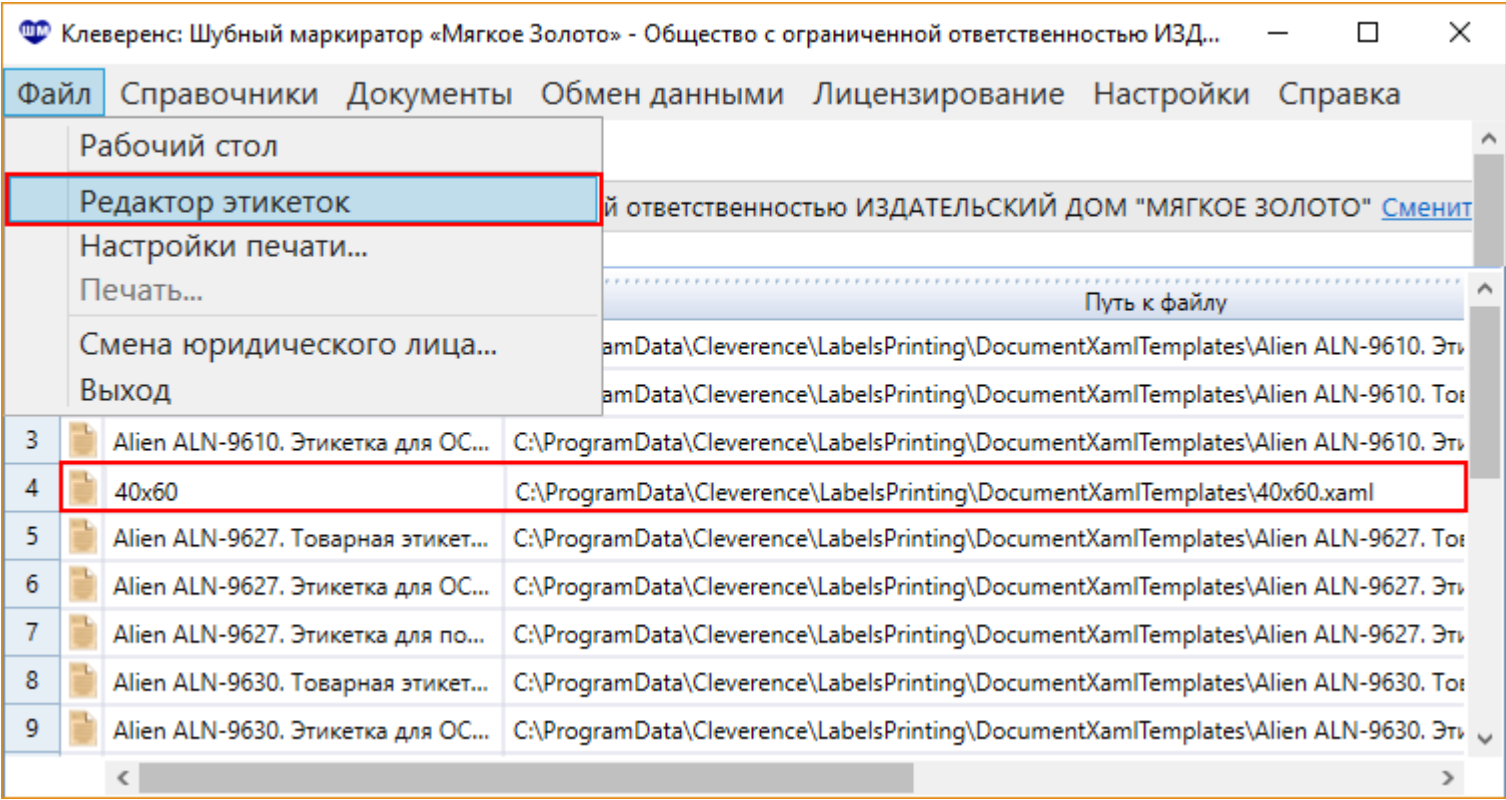 ШМ Клеверенс: Шубный маркиратор «Мягкое Золото» - Общество с ограниченной ответственностью ИЗД...
Файл Справочники Документы Обмен данными Лицензирование Настройки Справка
Рабочий стол
Редактор этикеток
й ответственностью ИЗДАТЕЛЬСКИЙ ДОМ "МЯГКОЕ ЗОЛОТО" Сменит
Настройки печати...
Печать...
Путь к файлу
Смена юридического лица...
amData\Cleverence\LabelsPrinting\DocumentXamlTemplates\Alien ALN-9610. Эти
Выход
amData\Cleverence\LabelsPrinting\DocumentXamlTemplates\Alien ALN-9610. Тов
3 Alien ALN-9610. Этикетка для ОС... C:\ProgramData\Cleverence\LabelsPrinting\DocumentXamlTemplates\Alien ALN-9610. Эти
4 40x60 C:\ProgramData\Cleverence\LabelsPrinting\DocumentXamlTemplates\40x60.xaml
5 Alien ALN-9627. Товарная этикет... C:\ProgramData\Cleverence\LabelsPrinting\DocumentXamlTemplates\Alien ALN-9627. Тов
6 Alien ALN-9627. Этикетка для ОС... C:\ProgramData\Cleverence\LabelsPrinting\DocumentXamlTemplates\Alien ALN-9627. Эти
7 Alien ALN-9627. Этикетка для по... C:\ProgramData\Cleverence\LabelsPrinting\DocumentXamlTemplates\Alien ALN-9627. Эти
8 Alien ALN-9630. Товарная этикет... C:\ProgramData\Cleverence\LabelsPrinting\DocumentXamlTemplates\Alien ALN-9630. Тов
9 Alien ALN-9630. Этикетка для ОС... C:\ProgramData\Cleverence\LabelsPrinting\DocumentXamlTemplates\Alien ALN-9630. Эти